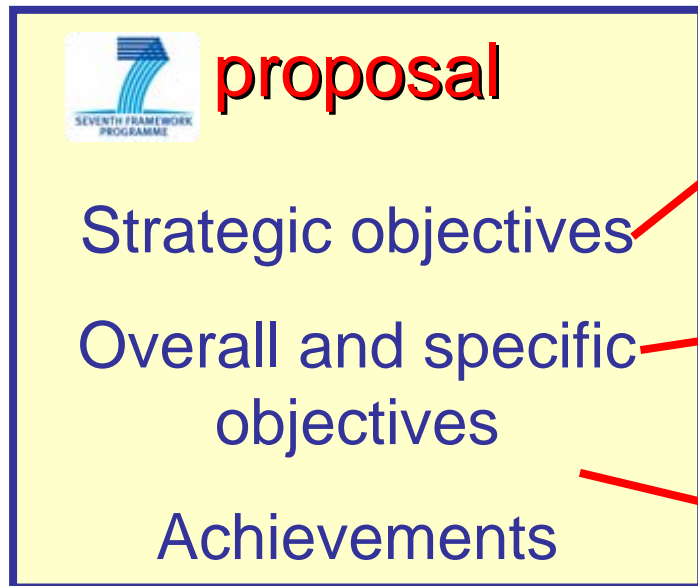 proposal
SEVENTH FRAMEWORK
PROGRAMME
Strategic objectives
Overall and specific
objectives
Achievements